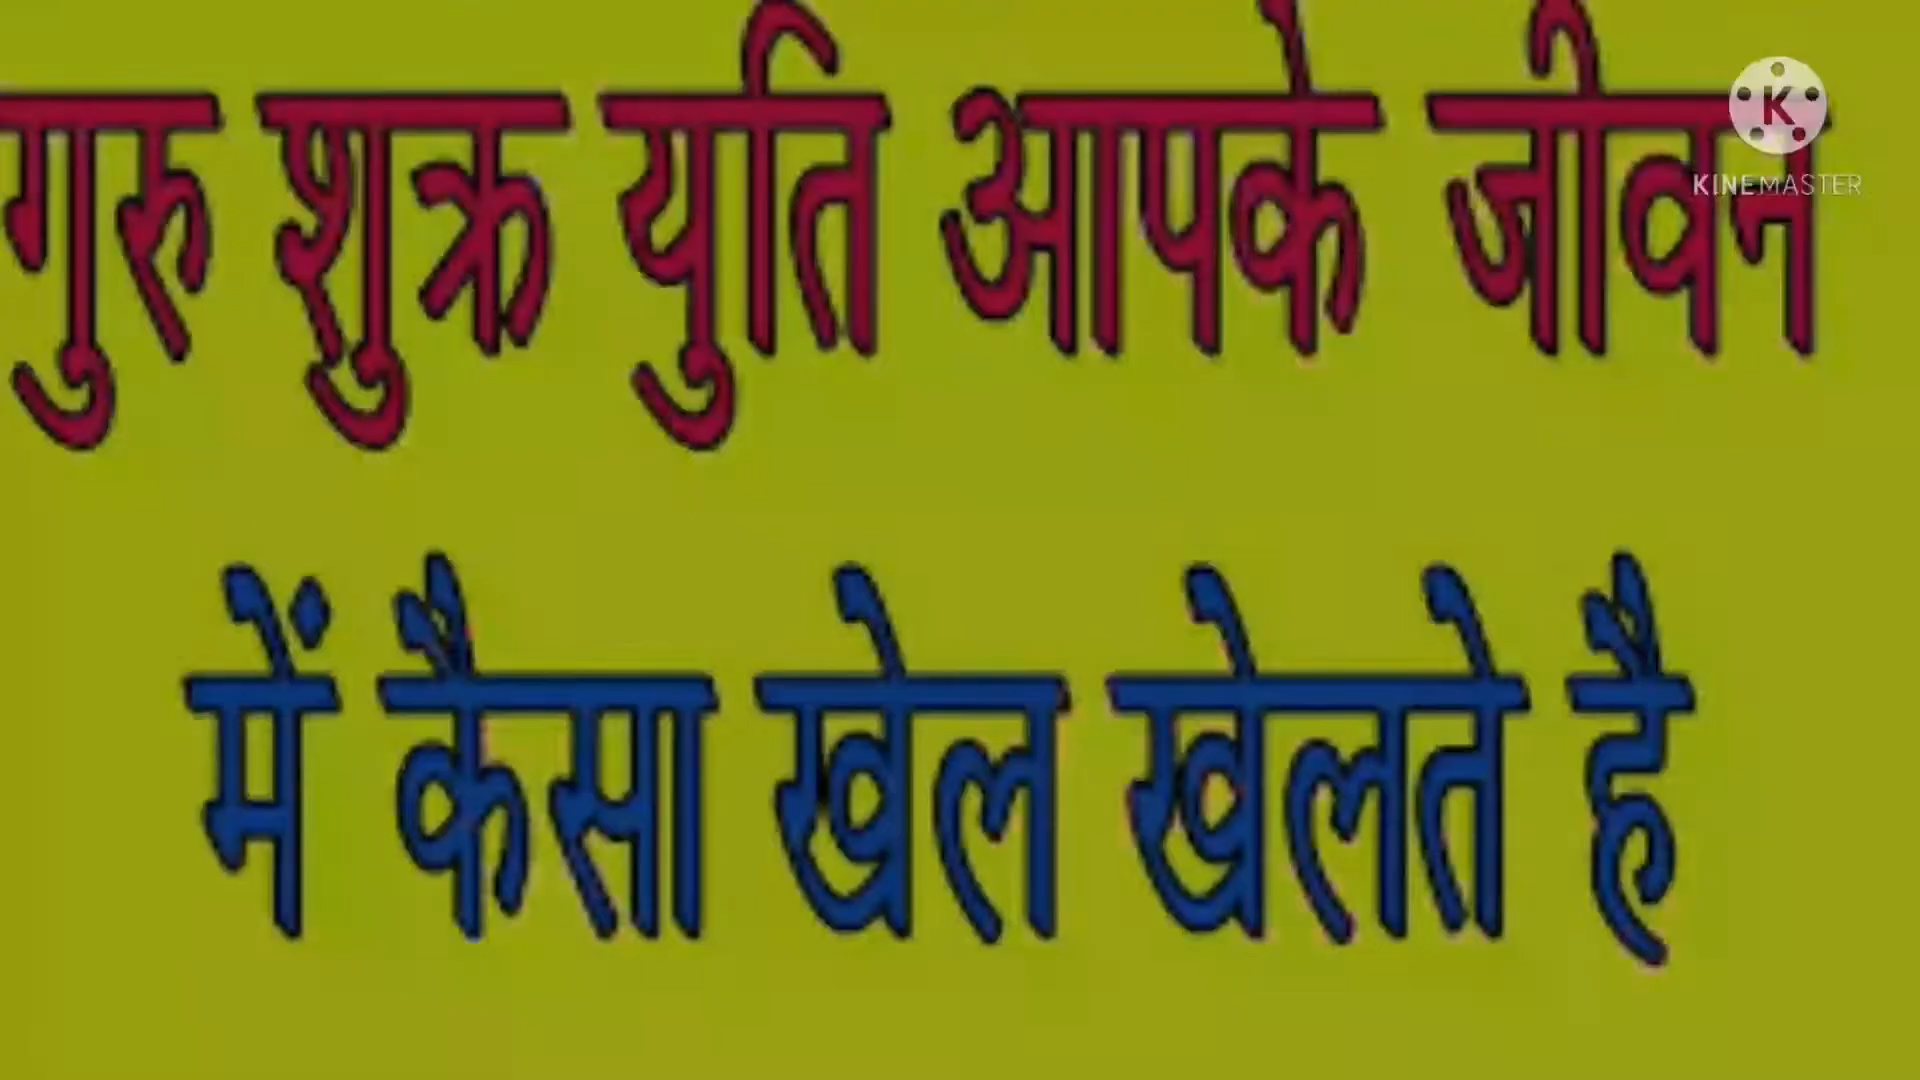 गुरु शुक्र युति आपके जीवन
में कैसा खेल खेलते है
K
KINEMASTER